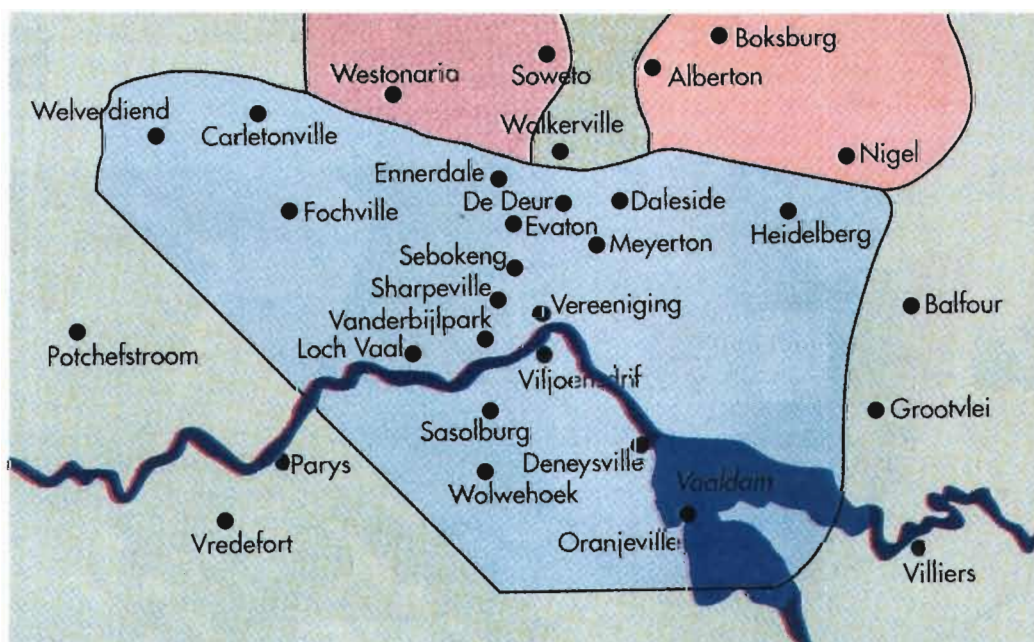 Boksburg
Westonaria
Soweto
Alberton
Welverdiend
Carletonville
Walkerville
Nigel
Ennerdale
Fochville
De Deur
Daleside
Evaton
Meyerton
Heidelberg
Sebokeng
Sharpeville
Vereeniging
Balfour
Vanderbijlpark
Potchefstroom
Loch Vaal
Viljoensdrif
Grootvlei
Sasolburg
Parys
Deneysville
Wolwehoek
Vaaldam
Vredefort
Oranjeville
Villiers